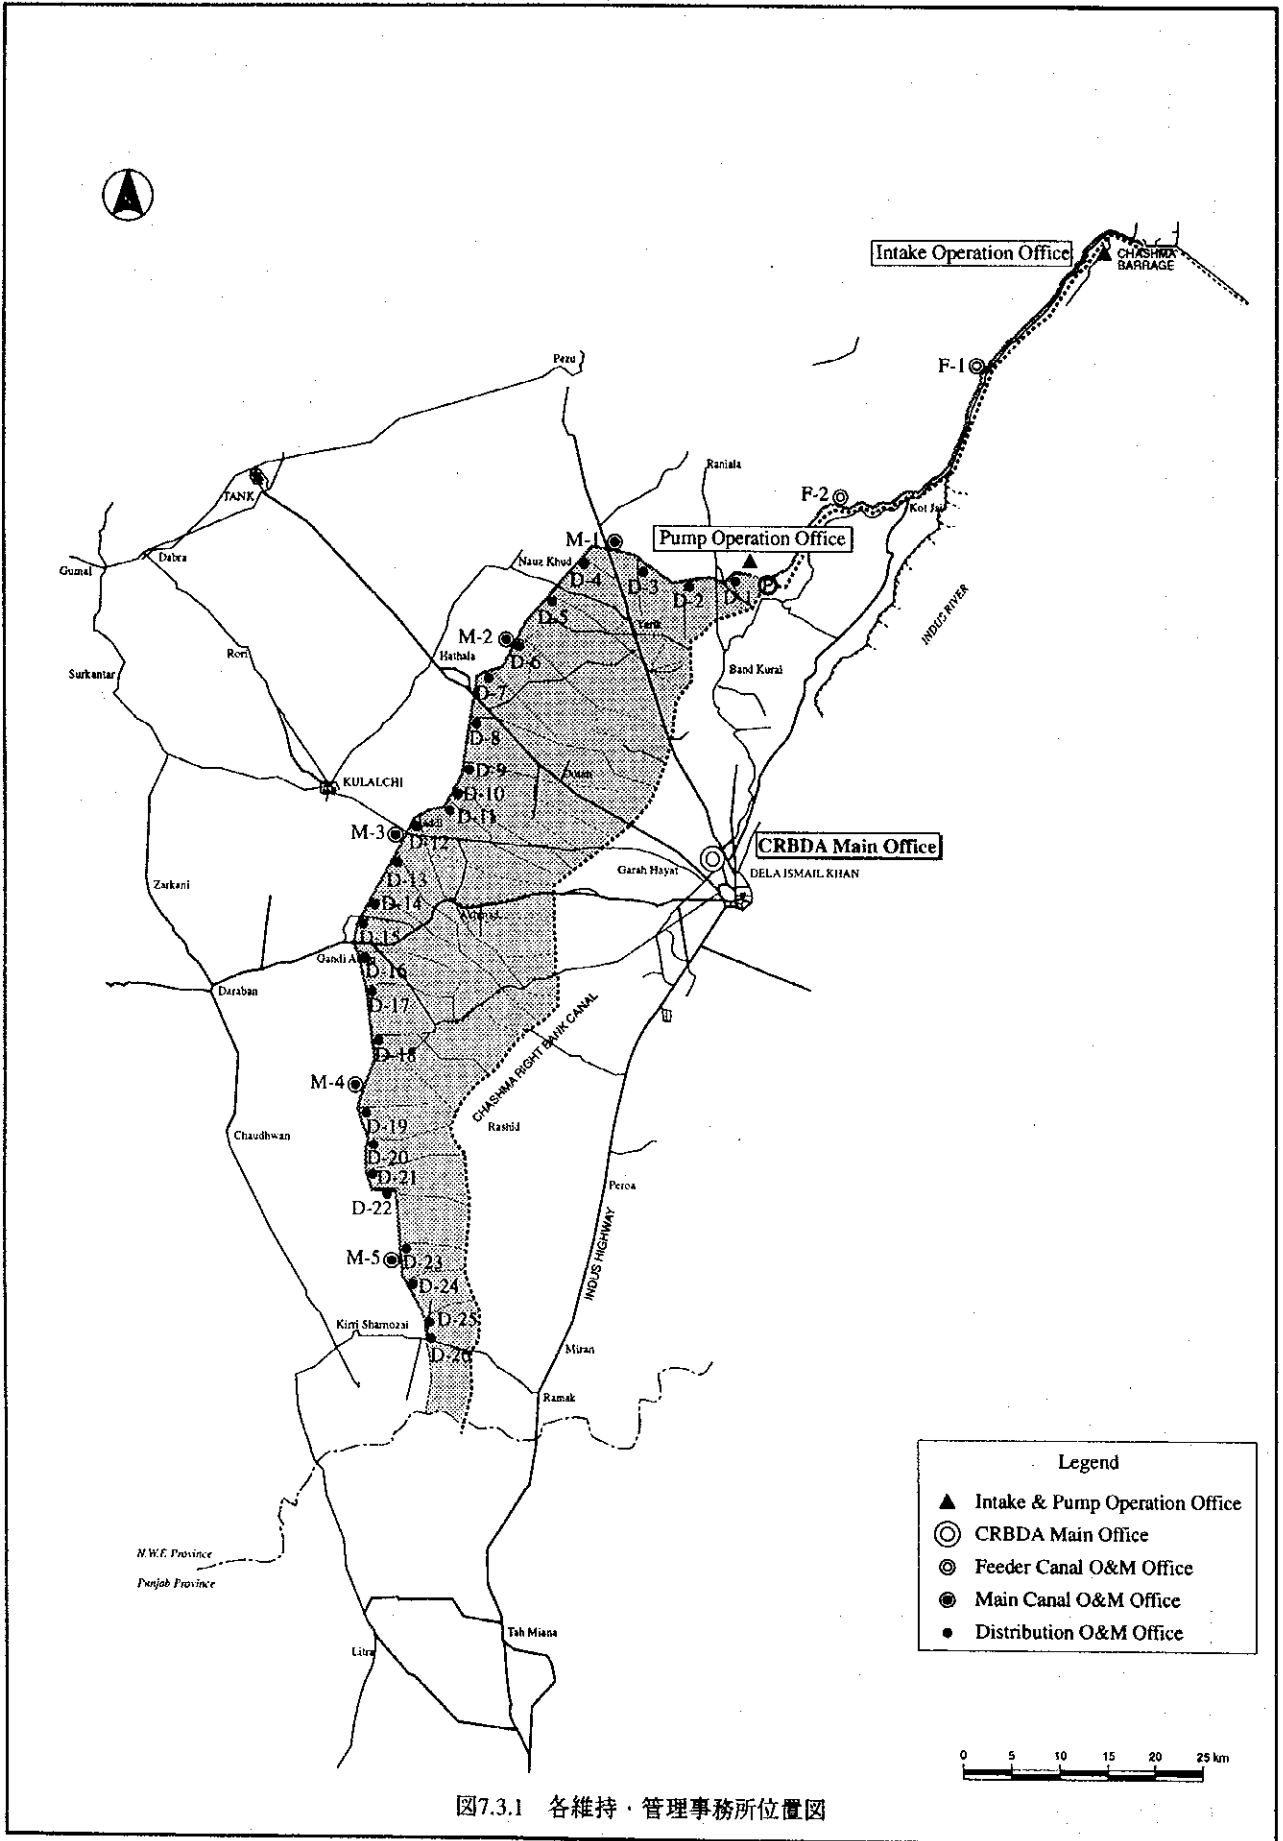 Intake Operation Office
CHASHMA
BARRAGE
F-1
Pezu
Raniala
F-2
TANK
Kot Jai
M-1
Pump Operation Office
Dabra
Gumal
Nauz Khud
D-4
D-3
D-2
D-1
P
D-5
INDUS RIVER
Rori
M-2
Hathala
D-6
Band Kurai
Surkantar
D-7
D-8
KULALCHI
D-9
D-10
D-11
M-3
D-12
CRBDA Main Office
D-13
Garah Hayat
DELA ISMAIL KHAN
Zarkani
D-14
D-15
D-16
Daraban
D-17
CHASHMA RIGHT BANK CANAL
D-18
M-4
D-19
Rashid
Chaudhwan
D-20
D-21
Peroa
D-22
INDUS HIGHWAY
M-5
D-23
D-24
Kirri Shamozai
D-25
D-26
Miran
Ramak
Legend
Intake & Pump Operation Office
CRBDA Main Office
Feeder Canal O&M Office
Main Canal O&M Office
Distribution O&M Office
N.W.F. Province
Punjab Province
Tah Miana
Litra
0 5 10 15 20 25 km
図7.3.1 各維持・管理事務所位置図